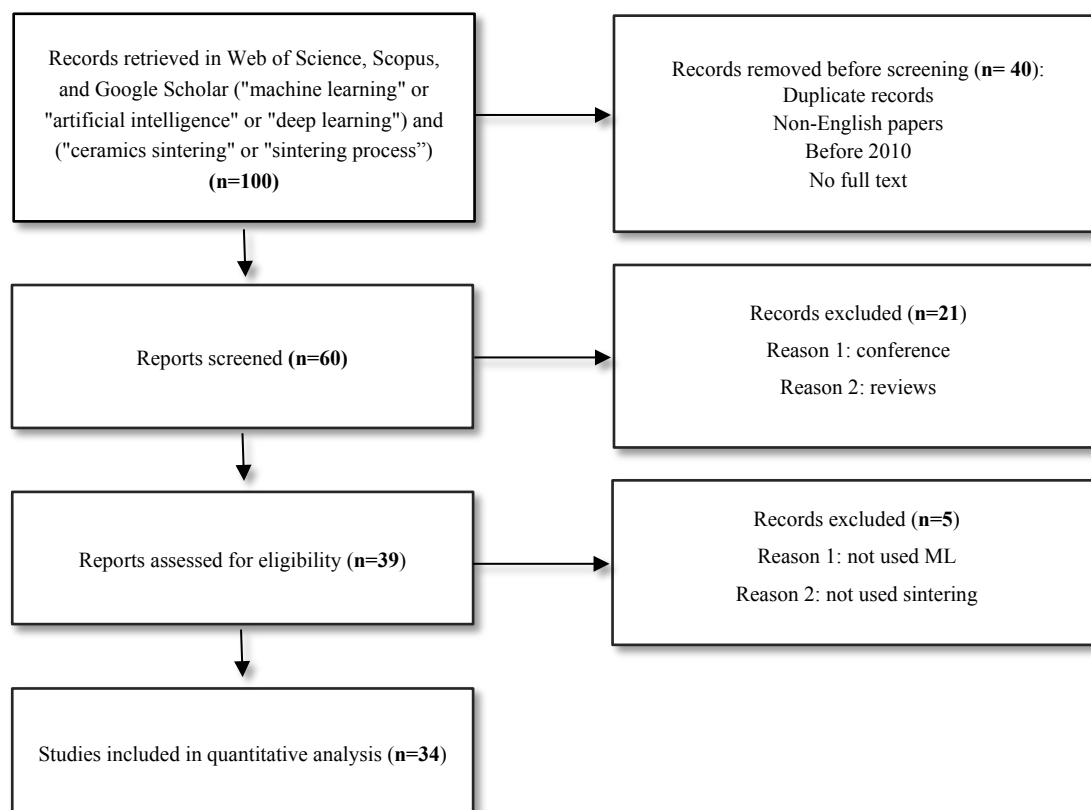 Records retrieved in Web of Science, Scopus,
and Google Scholar ("machine learning" or
"artificial intelligence" or "deep learning") and
("ceramics sintering" or "sintering process”)
(n=100)
Records removed before screening (n= 40):
Duplicate records
Non-English papers
Before 2010
No full text
Reports screened (n=60)
Records excluded (n=21)
Reason 1: conference
Reason 2: reviews
Reports assessed for eligibility (n=39)
Records excluded (n=5)
Reason 1: not used ML
Reason 2: not used sintering
Studies included in quantitative analysis (n=34)